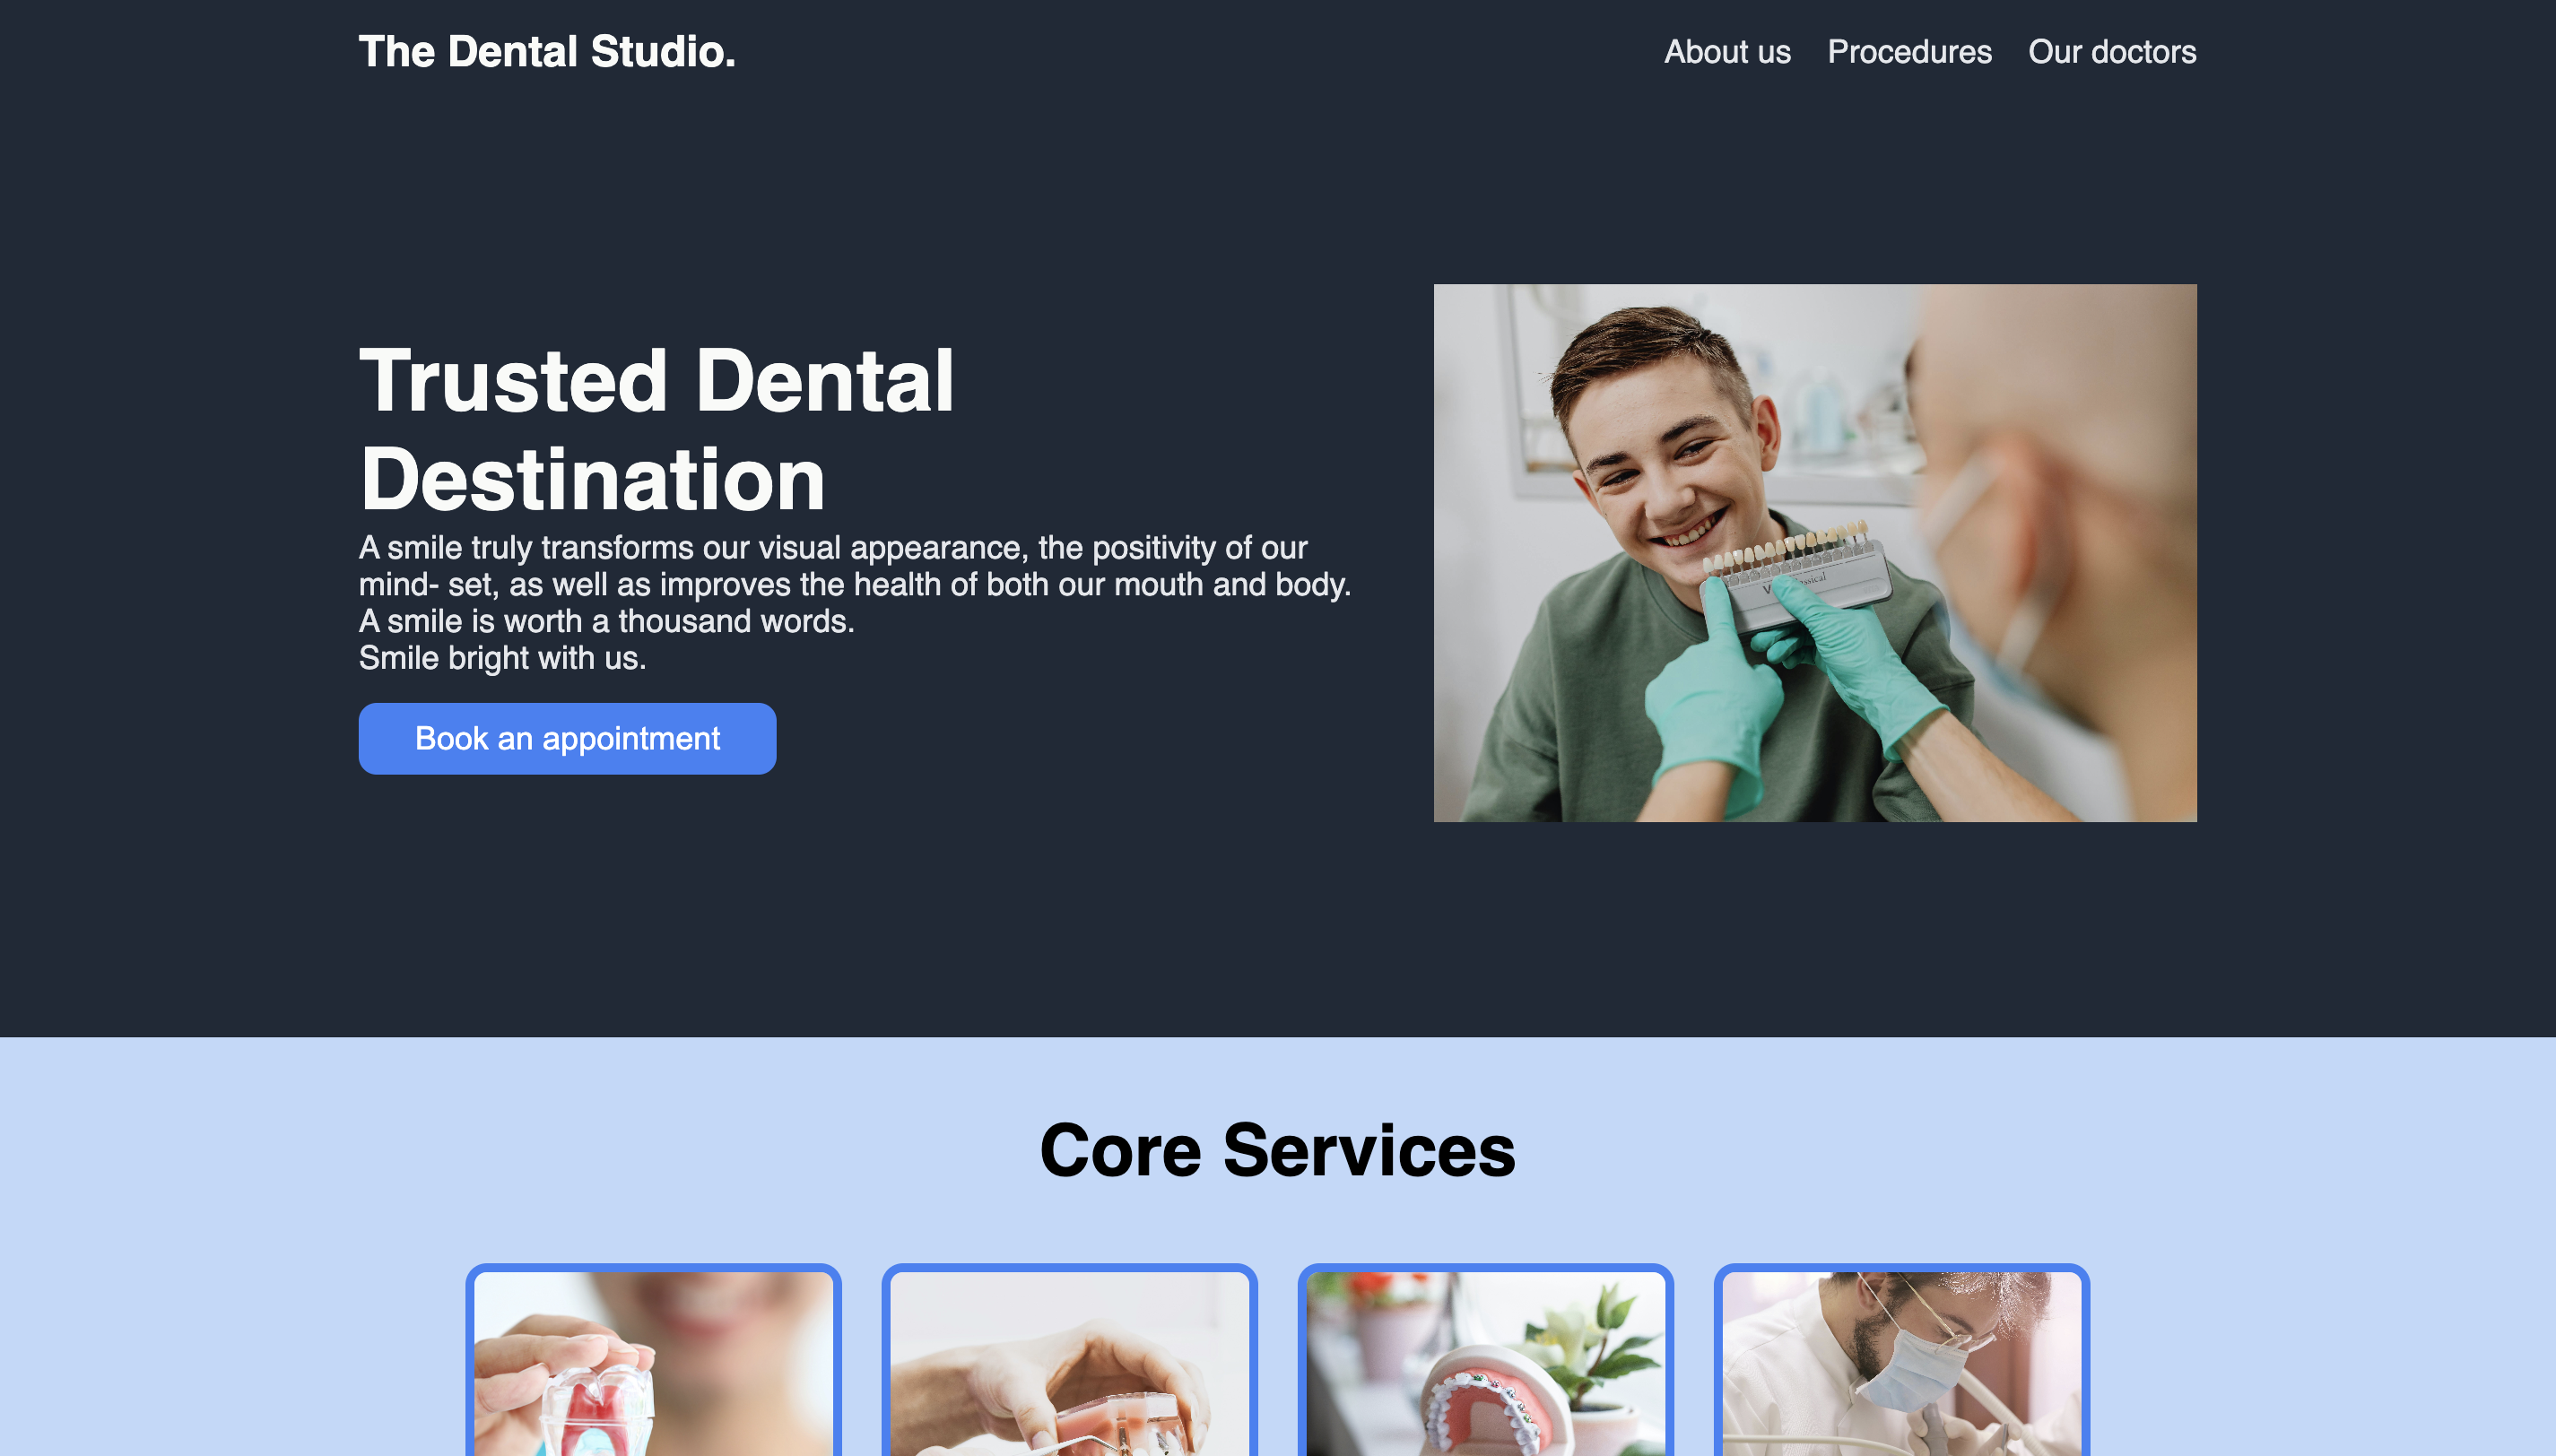 The Dental Studio.
About us
Procedures
Our doctors
Trusted Dental
Destination
A smile truly transforms our visual appearance, the positivity of our
mind- set, as well as improves the health of both our mouth and body.
A smile is worth a thousand words.
Smile bright with us.
Book an appointment
Core Services